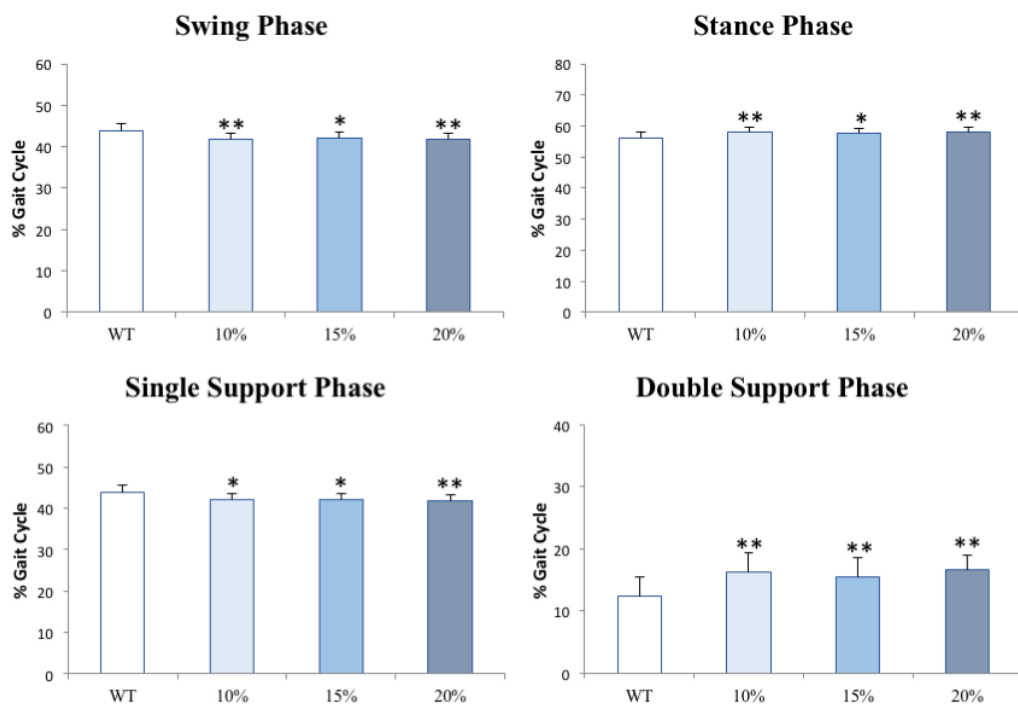 Swing Phase
% Gait Cycle
60
50
40
30
20
10
0
** * **
WT 10% 15% 20%
Stance Phase
% Gait Cycle
80
70
60
50
40
30
20
10
0
** * **
WT 10% 15% 20%
Single Support Phase
% Gait Cycle
60
50
40
30
20
10
0
* * **
WT 10% 15% 20%
Double Support Phase
% Gait Cycle
40
30
20
10
0
** ** **
WT 10% 15% 20%